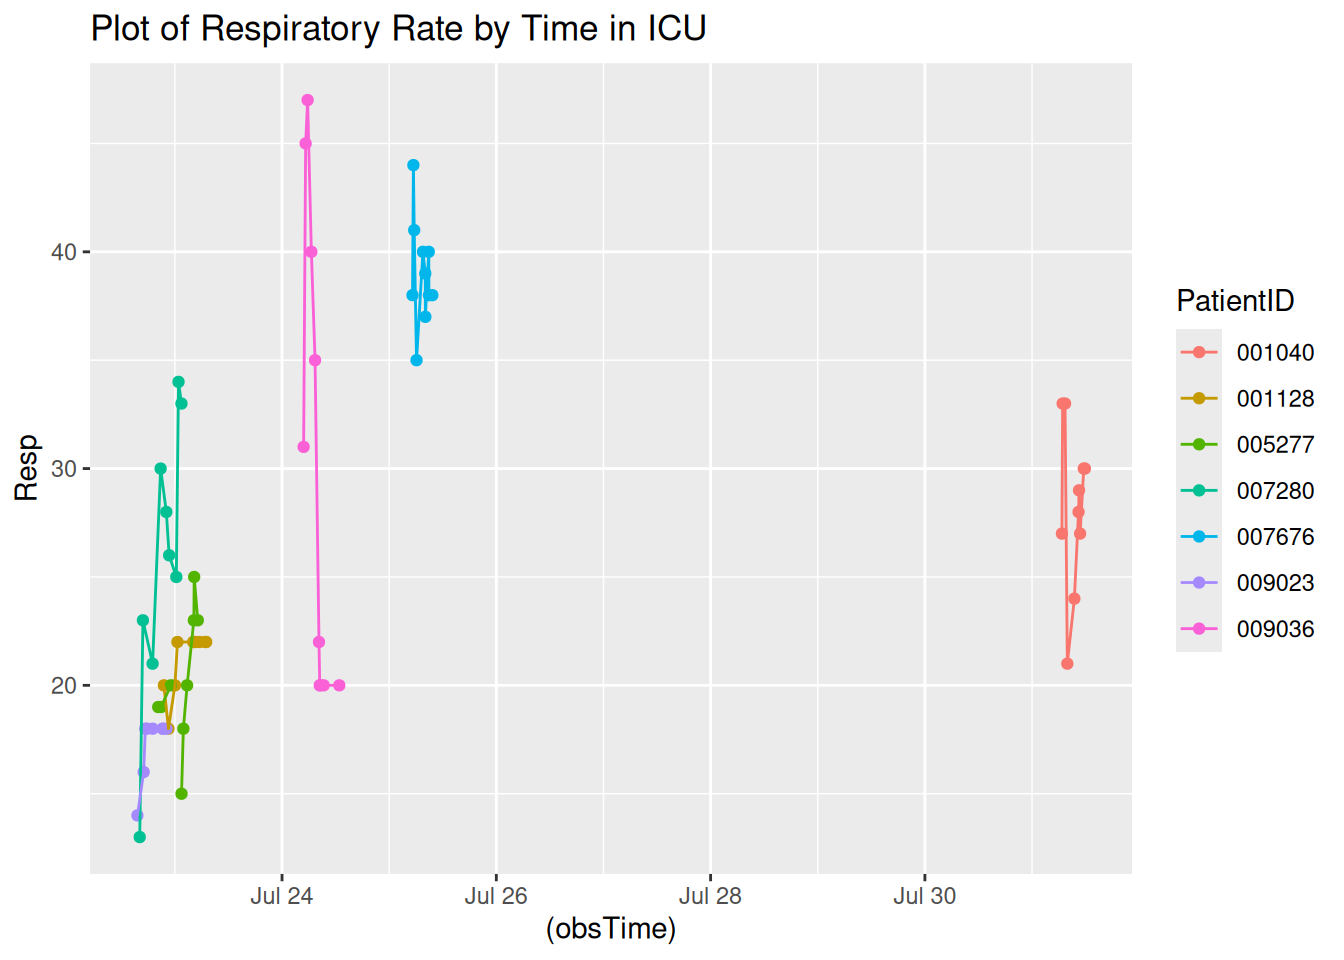 Plot of Respiratory Rate by Time in ICU
Resp
40
30
20
Jul 24
Jul 26
Jul 28
Jul 30
(obsTime)
PatientID
001040
001128
005277
007280
007676
009023
009036